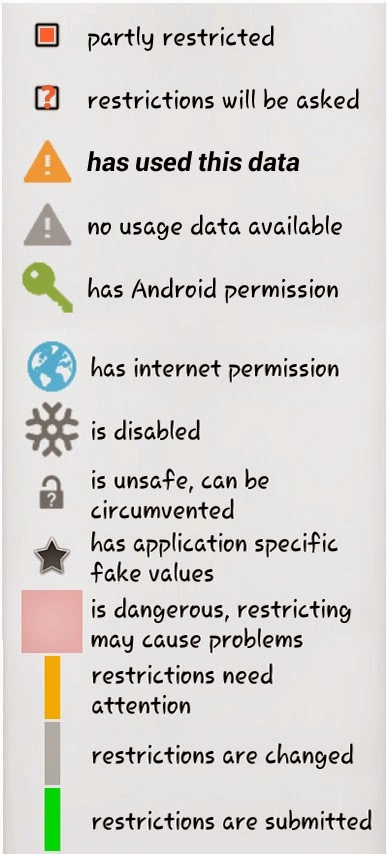 partly restricted
? restrictions will be asked
! has used this data
! no usage data available
has Android permission
has internet permission
is disabled
is unsafe, can be
? circumvented
has application specific
fake values
is dangerous, restricting
may cause problems
restrictions need
attention
restrictions are changed
restrictions are submitted